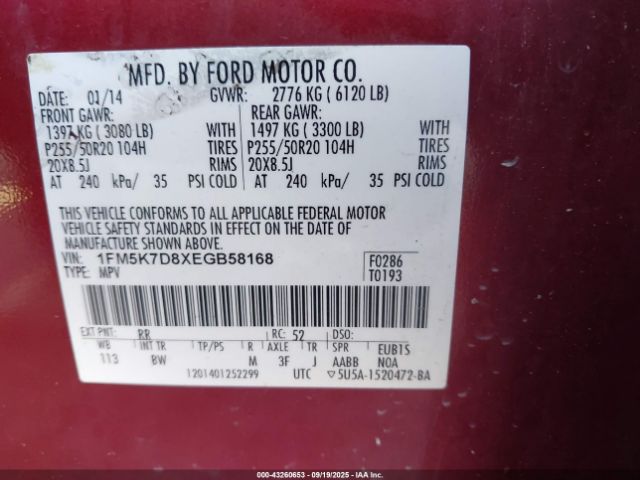 MFD. BY FORD MOTOR CO.
DATE: 01/14 GVWR: 2776 KG ( 6120 LB)
FRONT GAWR: REAR GAWR:
1397 KG ( 3080 LB) WITH 1497 KG ( 3300 LB) WITH
P255/50R20 104H TIRES P255/50R20 104H TIRES
20X8.5J RIMS 20X8.5J RIMS
AT 240 kPa/ 35 PSI COLD AT 240 kPa/ 35 PSI COLD
THIS VEHICLE CONFORMS TO ALL APPLICABLE FEDERAL MOTOR
VEHICLE SAFETY STANDARDS IN EFFECT ON THE DATE OF
MANUFACTURE SHOWN ABOVE.
VIN: 1FM5K7D8XEGB58168 F0286
TYPE: MPV T0193
EXT PNT: RR RC: 52 DSO:
WB INT TR TP/PS R AXLE TR SPR EUB1S
113 BW M 3F J AABB N0A
1201401252299 UTC ▽5U5A-1520472-BA
000-43260653 - 09/19/2025 - IAAI.com